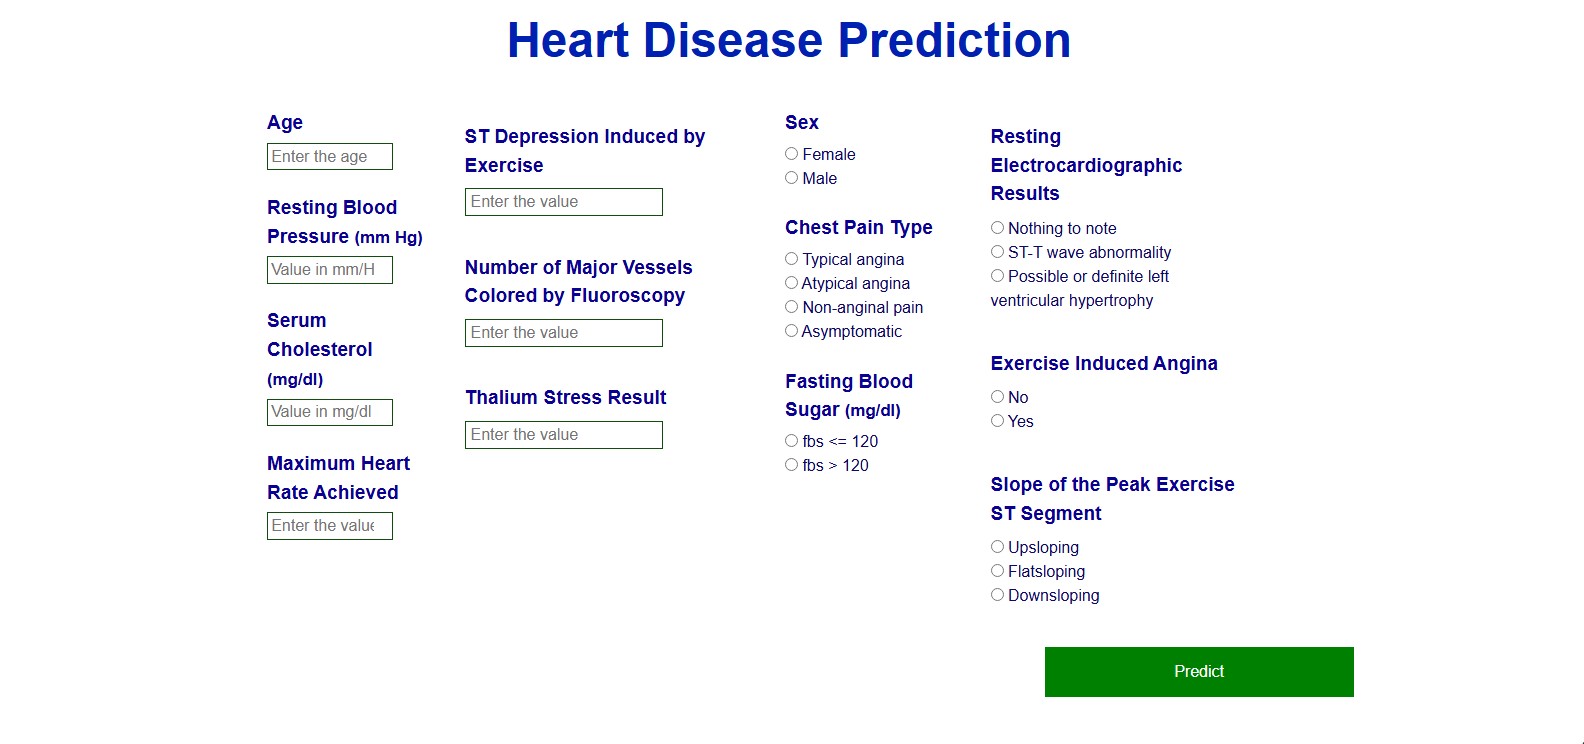 Heart Disease Prediction
Age
Enter the age
Resting Blood
Pressure (mm Hg)
Value in mm/H
Serum
Cholesterol
(mg/dl)
Value in mg/dl
Maximum Heart
Rate Achieved
Enter the value
ST Depression Induced by
Exercise
Enter the value
Number of Major Vessels
Colored by Fluoroscopy
Enter the value
Thalium Stress Result
Enter the value
Sex
Female
Male
Chest Pain Type
Typical angina
Atypical angina
Non-anginal pain
Asymptomatic
Fasting Blood
Sugar (mg/dl)
fbs <= 120
fbs > 120
Resting
Electrocardiographic
Results
Nothing to note
ST-T wave abnormality
Possible or definite left
ventricular hypertrophy
Exercise Induced Angina
No
Yes
Slope of the Peak Exercise
ST Segment
Upsloping
Flatsloping
Downsloping
Predict